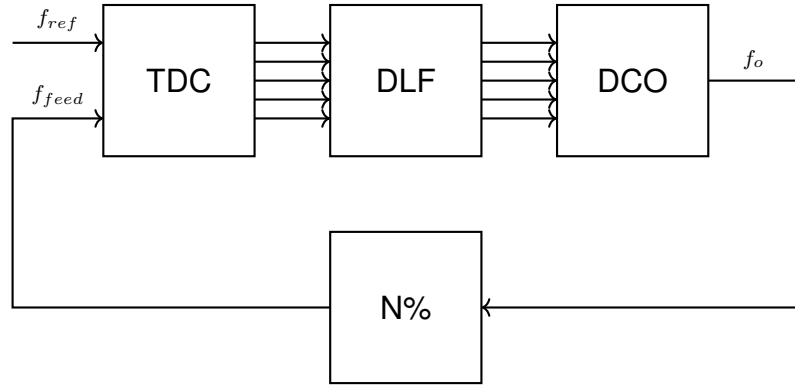 f_ref
TDC
DLF
DCO
f_o
f_feed
N%